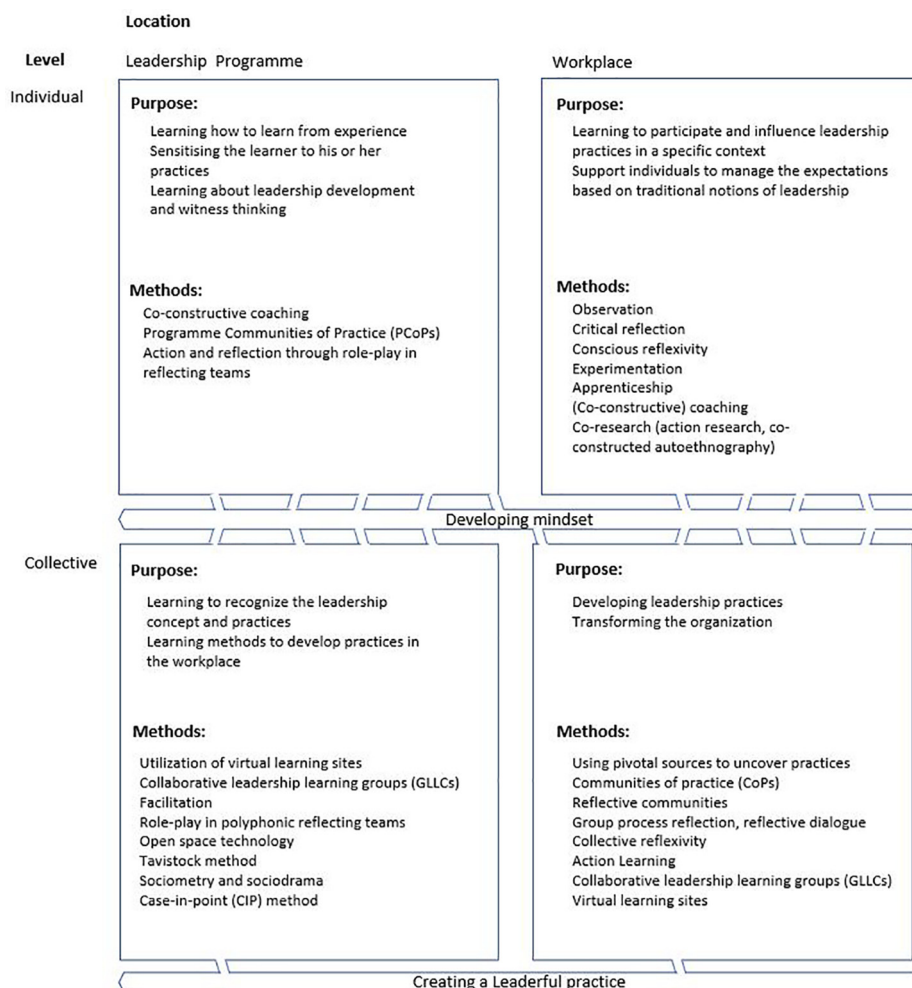 Location
Level
Leadership Programme
Workplace
Individual
Purpose:
Learning how to learn from experience
Sensitising the learner to his or her
practices
Learning about leadership development
and witness thinking
Methods:
Co-constructive coaching
Programme Communities of Practice (PCoPs)
Action and reflection through role-play in
reflecting teams
Purpose:
Learning to participate and influence leadership
practices in a specific context
Support individuals to manage the expectations
based on traditional notions of leadership
Methods:
Observation
Critical reflection
Conscious reflexivity
Experimentation
Apprenticeship
(Co-constructive) coaching
Co-research (action research, co-
constructed autoethnography)
Developing mindset
Collective
Purpose:
Learning to recognize the leadership
concept and practices
Learning methods to develop practices in
the workplace
Methods:
Utilization of virtual learning sites
Collaborative leadership learning groups (GLLCs)
Facilitation
Role-play in polyphonic reflecting teams
Open space technology
Tavistock method
Sociometry and sociodrama
Case-in-point (CIP) method
Purpose:
Developing leadership practices
Transforming the organization
Methods:
Using pivotal sources to uncover practices
Communities of practice (CoPs)
Reflective communities
Group process reflection, reflective dialogue
Collective reflexivity
Action Learning
Collaborative leadership learning groups (GLLCs)
Virtual learning sites
Creating a Leaderful practice